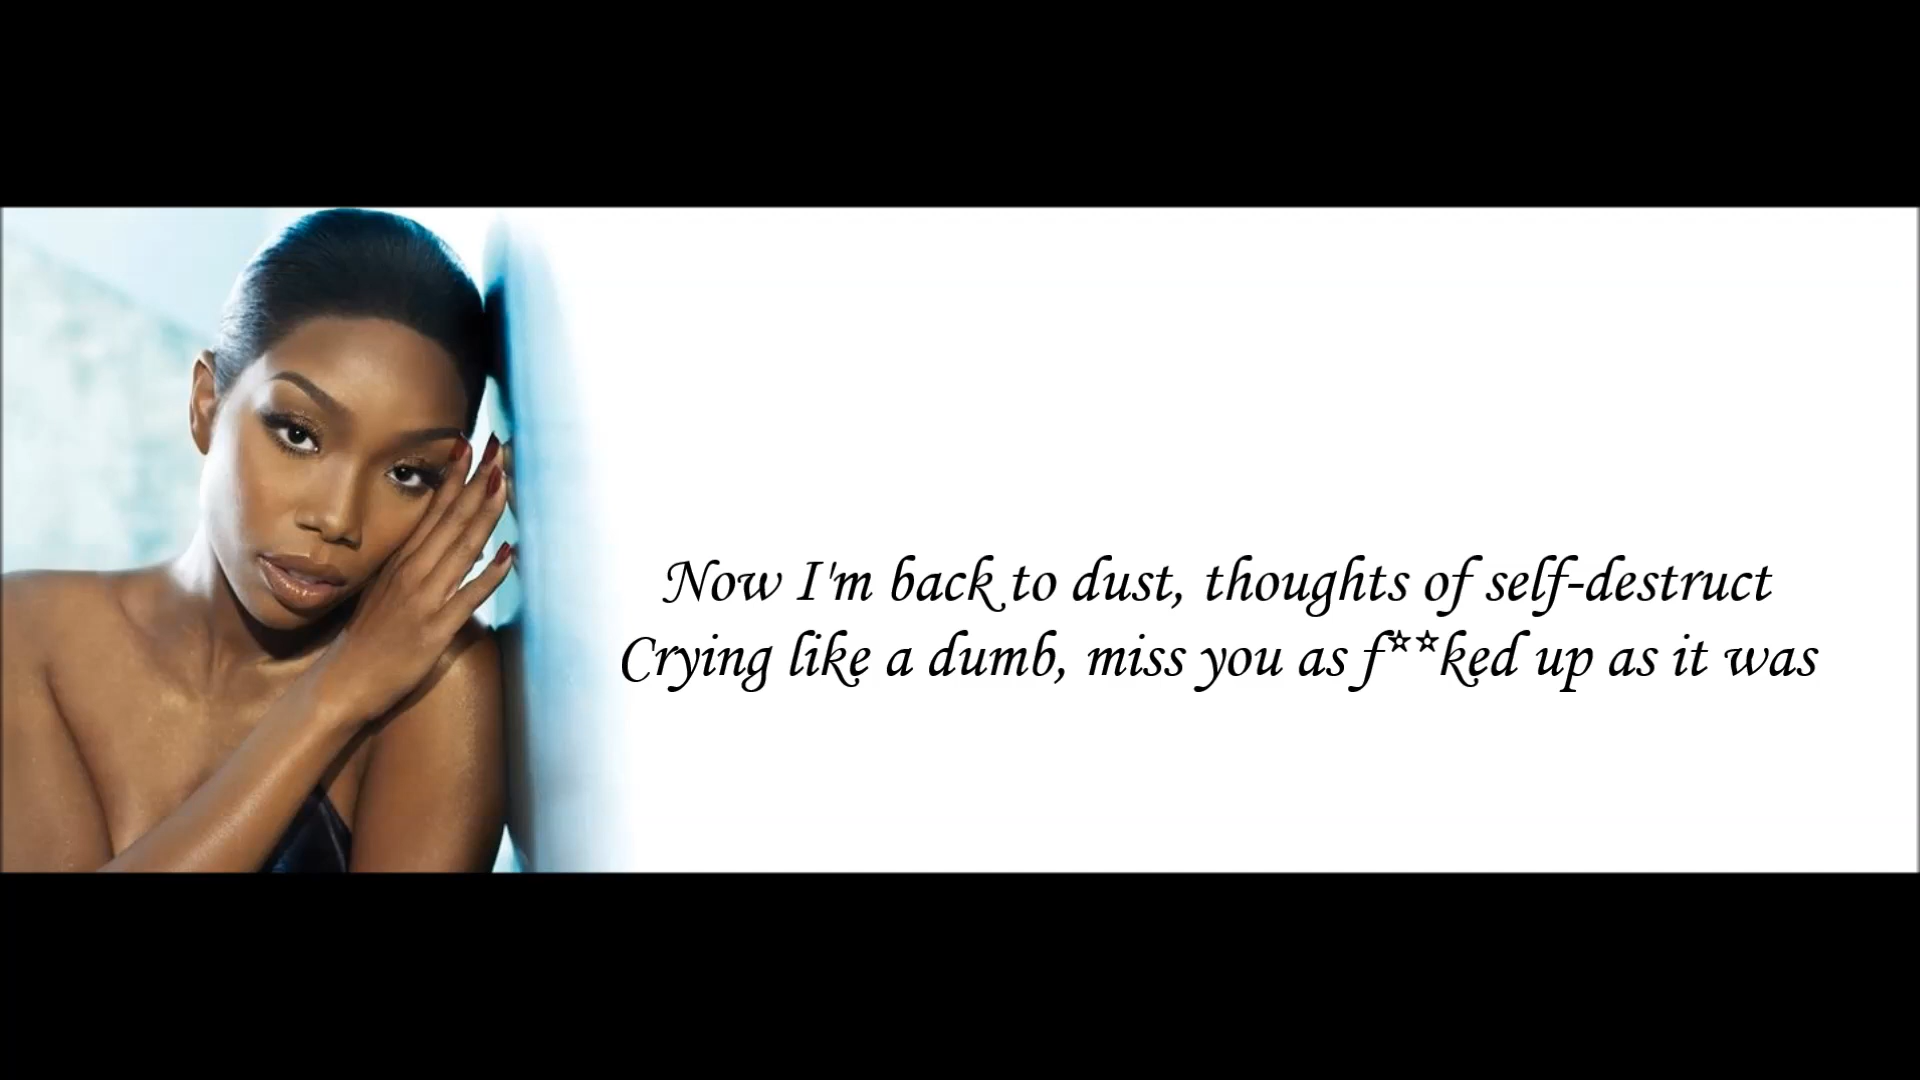 Now I'm back to dust, thoughts of self-destruct
Crying like a dumb, miss you as f**ked up as it was